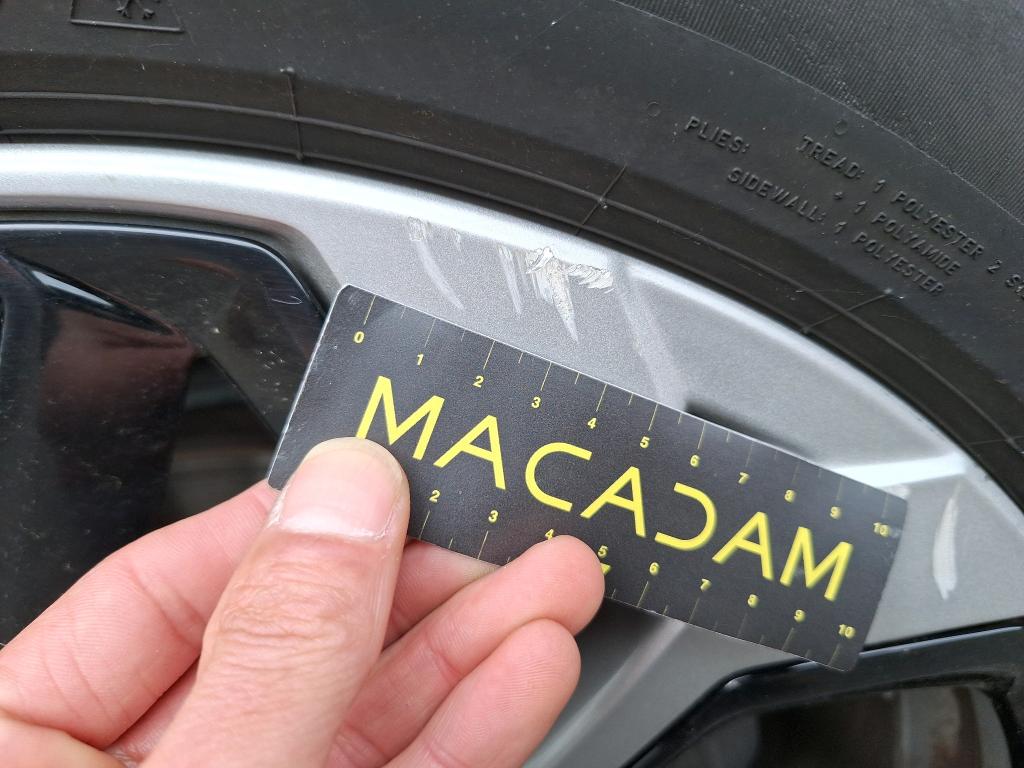 PLIES: TREAD: 1 POLYESTER 2
+ 1 POLYAMIDE
SIDEWALL: 1 POLYESTER
0 1 2 3 4 5 6 7 8 9 10
MACADAM
2 3 4 5 6 7 8 9 10